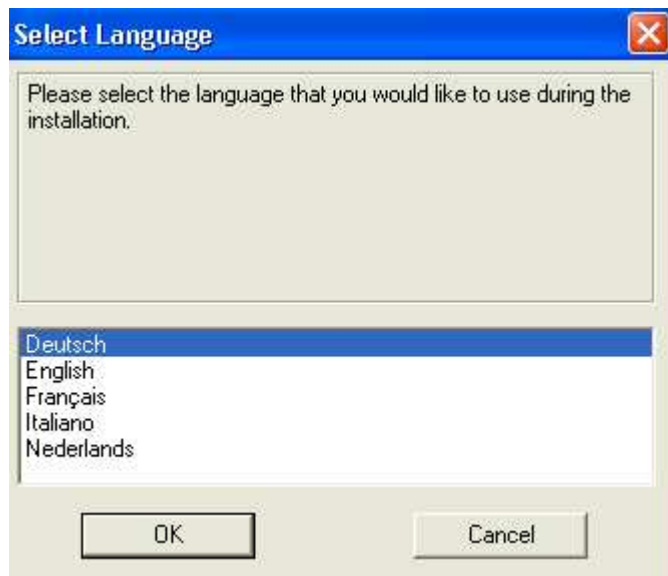 Select Language
Please select the language that you would like to use during the
installation.
Deutsch
English
Français
Italiano
Nederlands
OK
Cancel